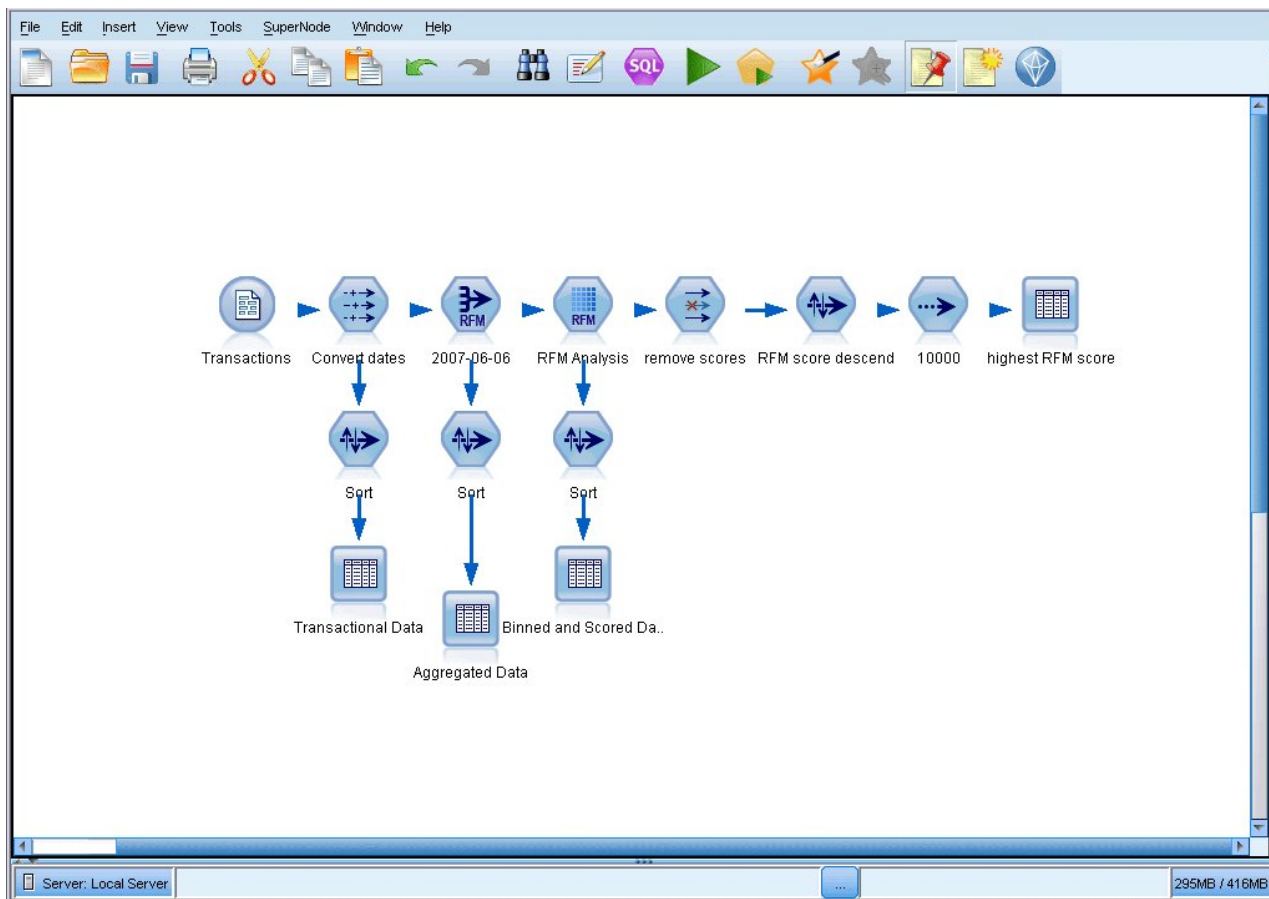 File Edit Insert View Tools SuperNode Window Help
SQL
RFM RFM
Transactions Convert dates 2007-06-06 RFM Analysis remove scores RFM score descend 10000 highest RFM score
Sort Sort Sort
Transactional Data Binned and Scored Da..
Aggregated Data
Server: Local Server ... 295MB / 416MB